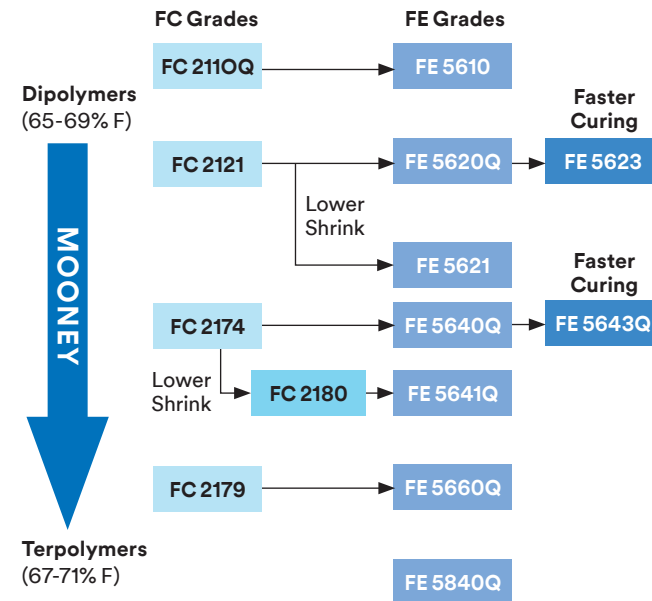 FC Grades
FE Grades
FC 2110Q
FE 5610
Dipolymers
(65-69% F)
Faster
Curing
FC 2121
FE 5620Q
FE 5623
Lower
Shrink
MOONEY
FE 5621
Faster
Curing
FC 2174
FE 5640Q
FE 5643Q
Lower
Shrink
FC 2180
FE 5641Q
FC 2179
FE 5660Q
Terpolymers
(67-71% F)
FE 5840Q